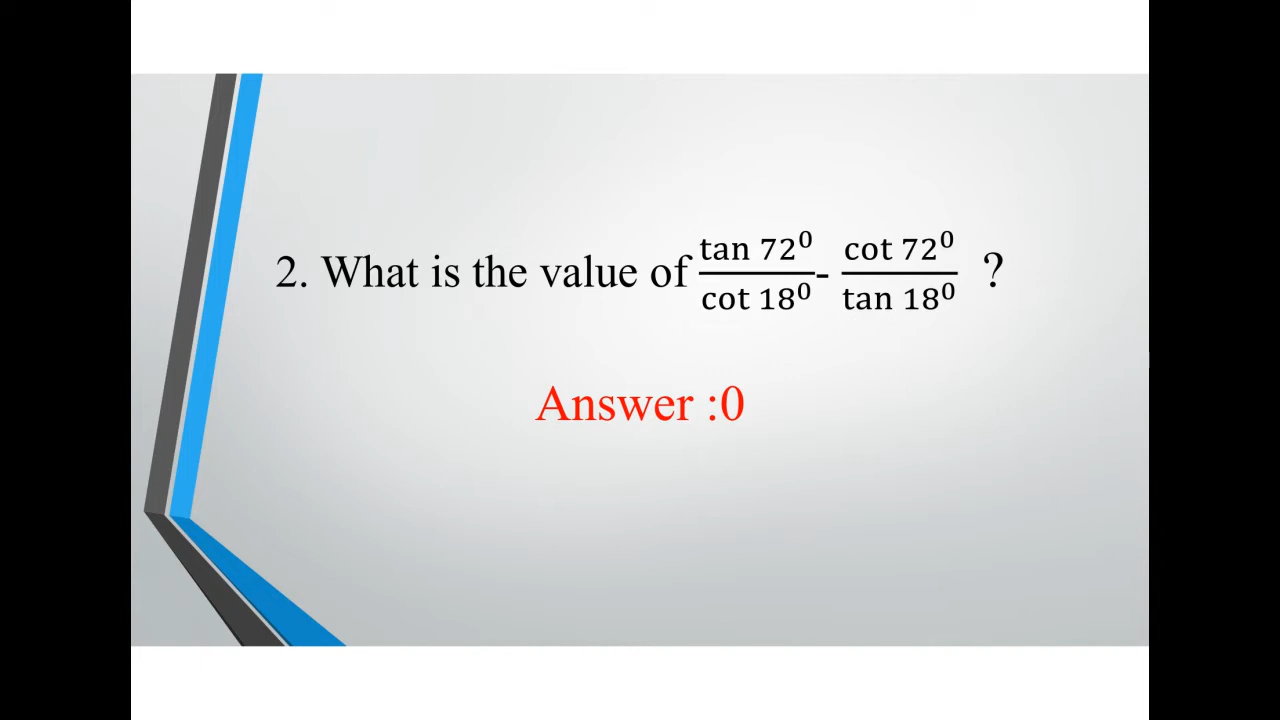 2. What is the value of tan 72⁰/cot 18⁰ - cot 72⁰/tan 18⁰ ?
Answer :0